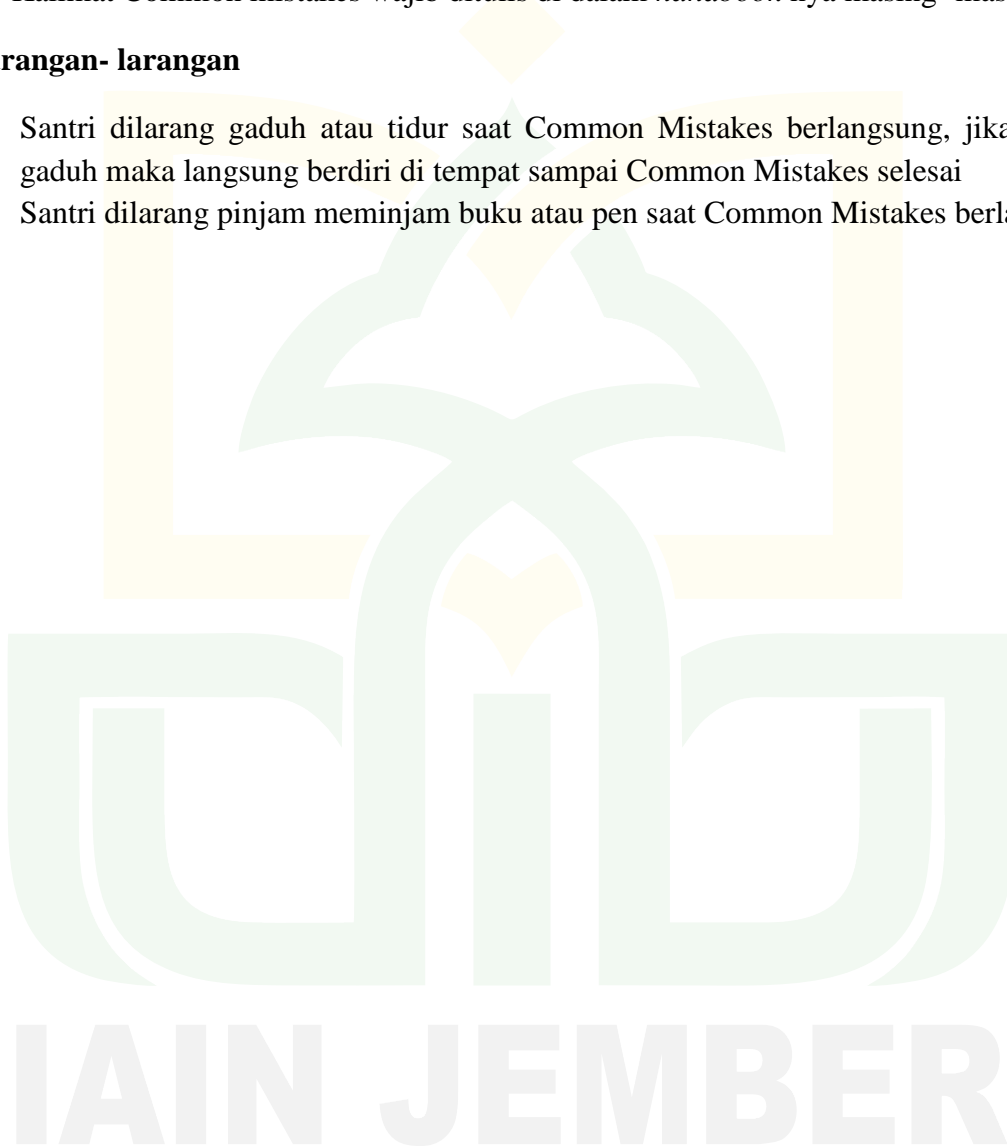 Common mistakes wajib ditulis di dalam handbook nya masing- mas
rangan- larangan
Santri dilarang gaduh atau tidur saat Common Mistakes berlangsung, jika
gaduh maka langsung berdiri di tempat sampai Common Mistakes selesai
Santri dilarang pinjam meminjam buku atau pen saat Common Mistakes berla
IAIN JEMBER